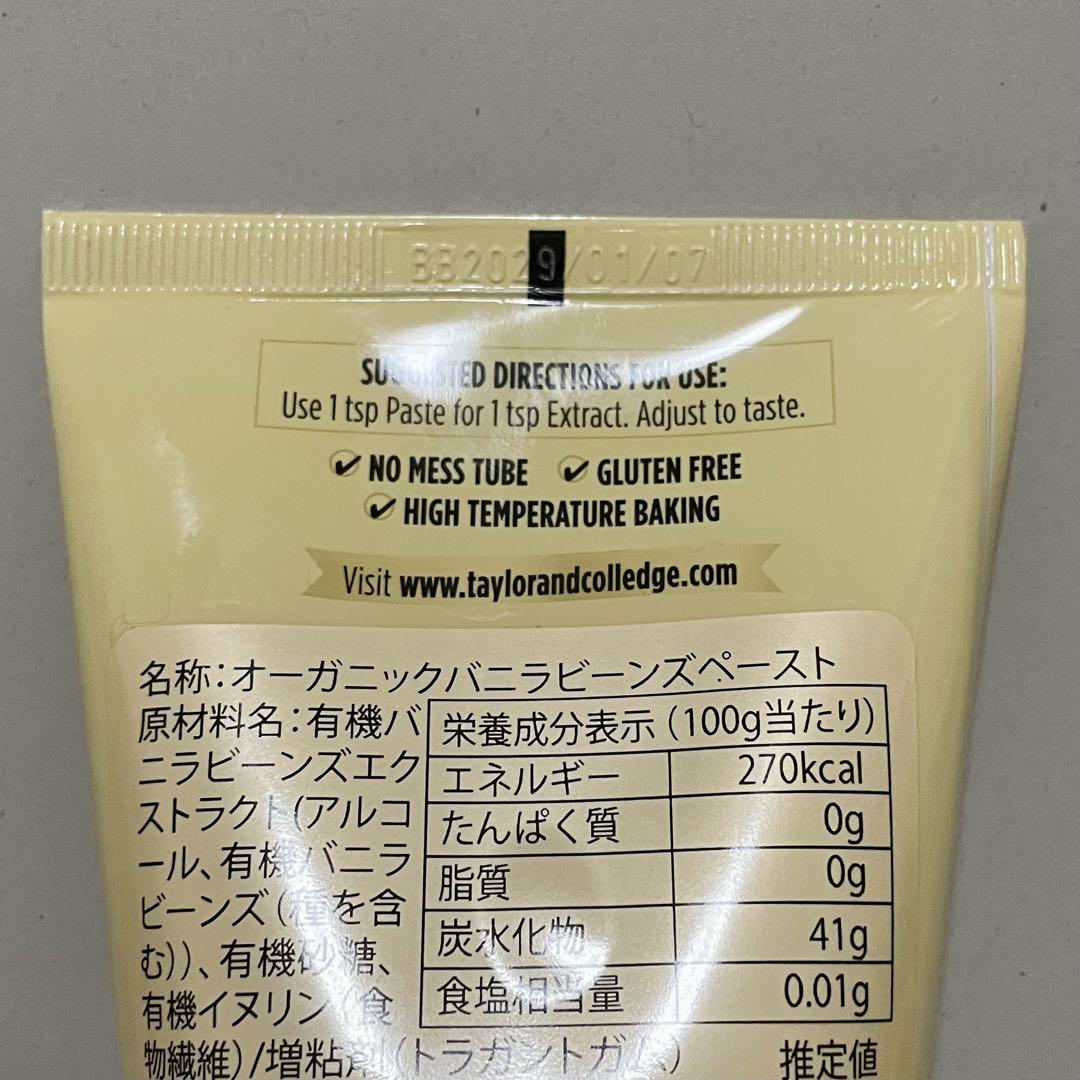 BB2029/01/07
SUGGESTED DIRECTIONS FOR USE:
Use 1 tsp Paste for 1 tsp Extract. Adjust to taste.
NO MESS TUBE GLUTEN FREE
HIGH TEMPERATURE BAKING
Visit www.taylorandcolledge.com
名称:オーガニックバニラビーンズペースト
原材料名:有機バ
ニラビーンズエク
ストラクト(アルコ
ール、有機バニラ
ビーンズ(種を含
む))、有機砂糖、
有機イヌリン(食
物繊維)/増粘剤(トラガントガム)
栄養成分表示(100g当たり)
エネルギー 270kcal
たんぱく質 0g
脂質 0g
炭水化物 41g
食塩相当量 0.01g
推定値